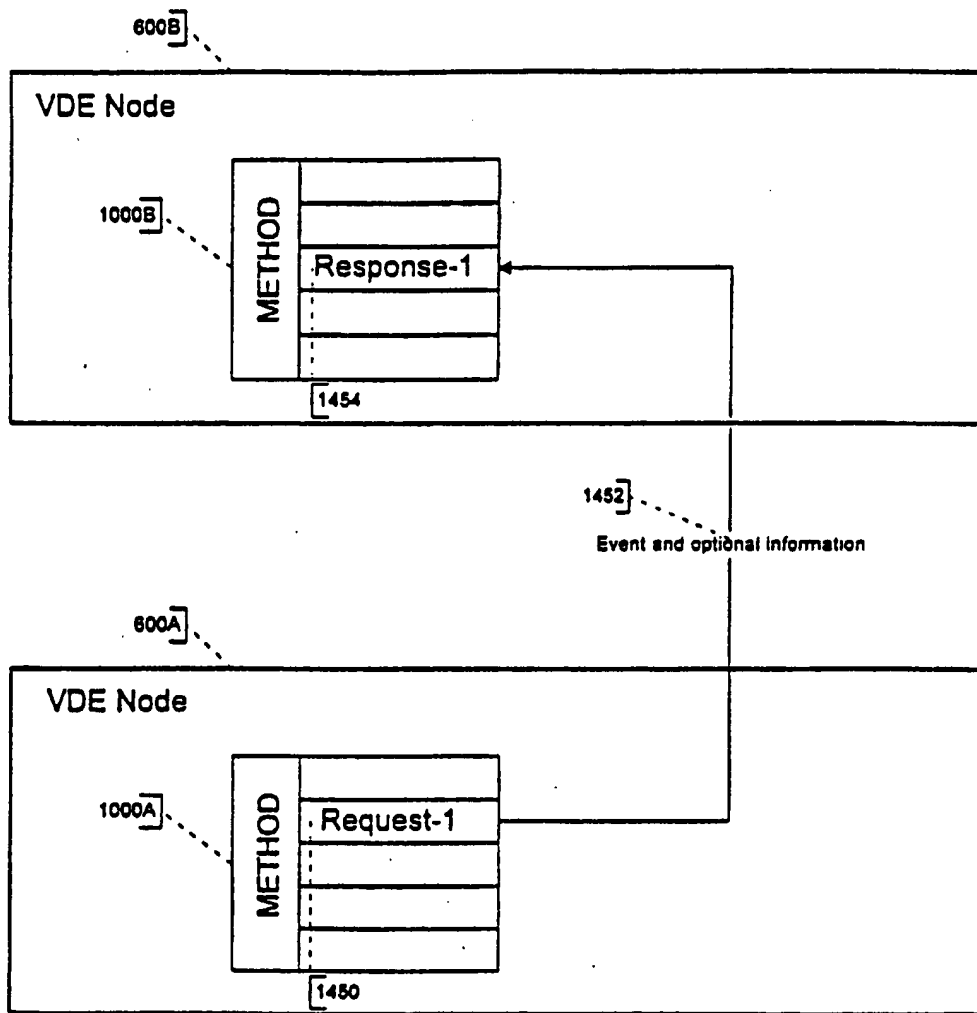 600B
VDE Node
1000B
METHOD
Response-1
1454
1452
Event and optional information
600A
VDE Node
1000A
METHOD
Request-1
1450